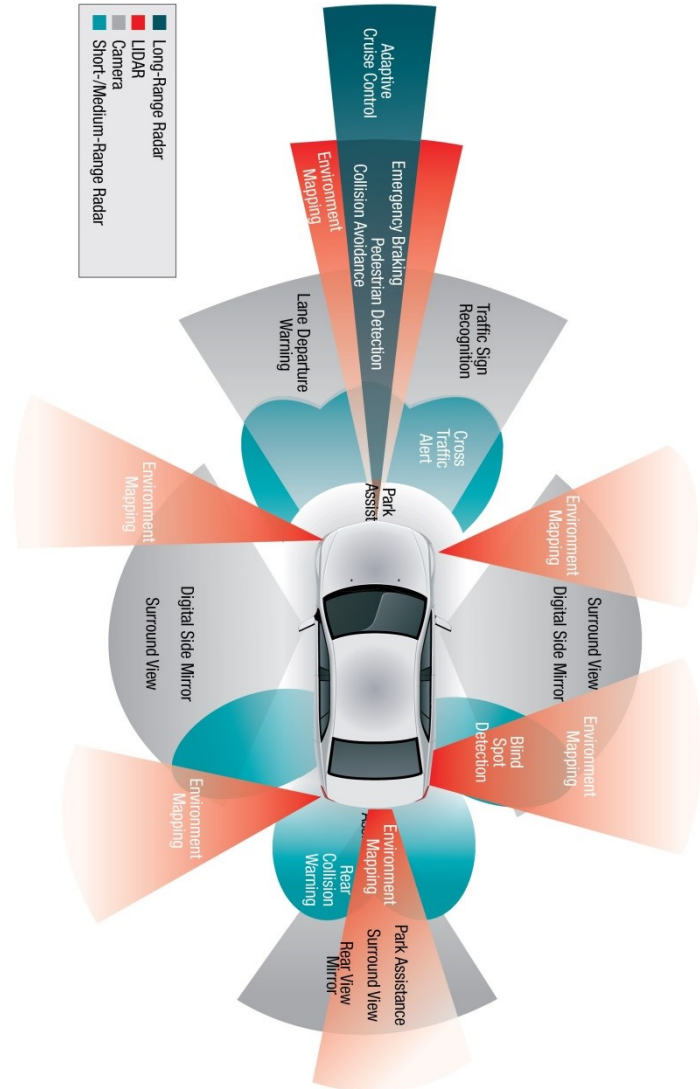 Surround View
Digital Side Mirror
Environment
Mapping
Environment
Mapping
Traffic Sign
Recognition
Blind
Spot
Detection
Cross
Traffic
Alert
Adaptive
Cruise Control
Emergency Braking
Pedestrian Detection
Collision Avoidance
Environment
Mapping
Park
Assist
Environment
Mapping
Park Assistance
Surround View
Rear View
Mirror
Rear
Collision
Warning
Lane Departure
Warning
Digital Side Mirror
Surround View
Environment
Mapping
Environment
Mapping
Long-Range Radar
LIDAR
Camera
Short-/Medium-Range Radar